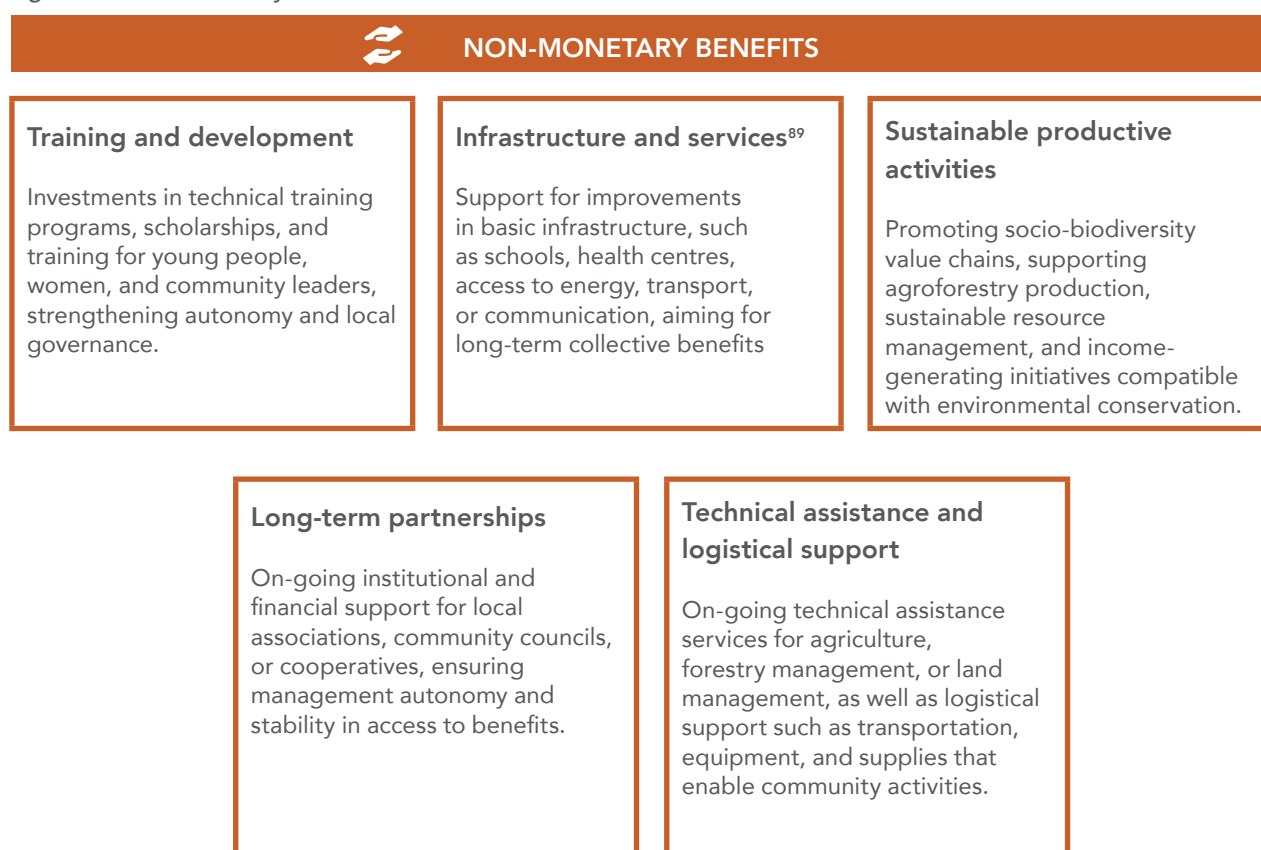 NON-MONETARY BENEFITS
Training and development
Investments in technical training
programs, scholarships, and
training for young people,
women, and community leaders,
strengthening autonomy and local
governance.
Infrastructure and services⁸⁹
Support for improvements
in basic infrastructure, such
as schools, health centres,
access to energy, transport,
or communication, aiming for
long-term collective benefits
Sustainable productive
activities
Promoting socio-biodiversity
value chains, supporting
agroforestry production,
sustainable resource
management, and income-
generating initiatives compatible
with environmental conservation.
Long-term partnerships
On-going institutional and
financial support for local
associations, community councils,
or cooperatives, ensuring
management autonomy and
stability in access to benefits.
Technical assistance and
logistical support
On-going technical assistance
services for agriculture,
forestry management, or land
management, as well as logistical
support such as transportation,
equipment, and supplies that
enable community activities.